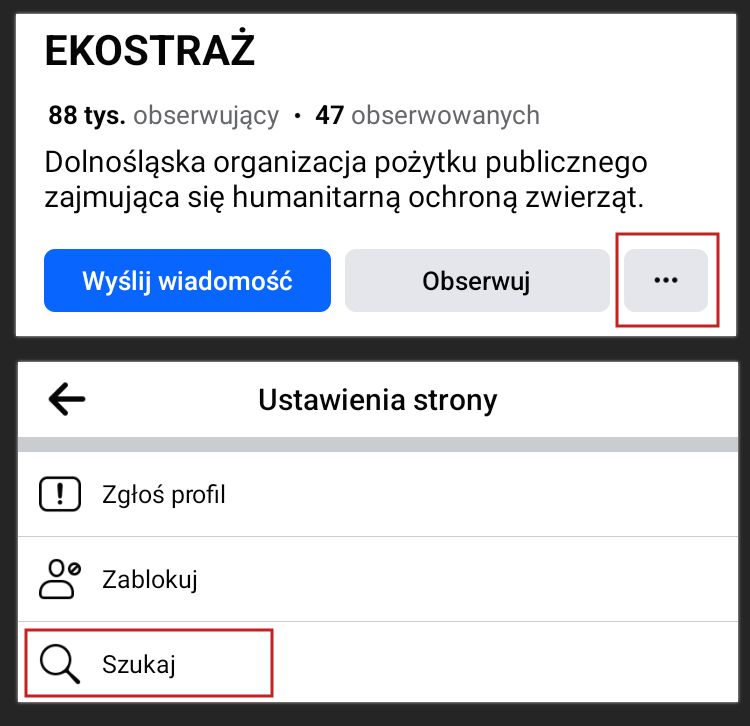 EKOSTRAŻ
88 tys. obserwujący • 47 obserwowanych
Dolnośląska organizacja pożytku publicznego
zajmująca się humanitarną ochroną zwierząt.
Wyślij wiadomość Obserwuj ...
Ustawienia strony
Zgłoś profil
Zablokuj
Szukaj